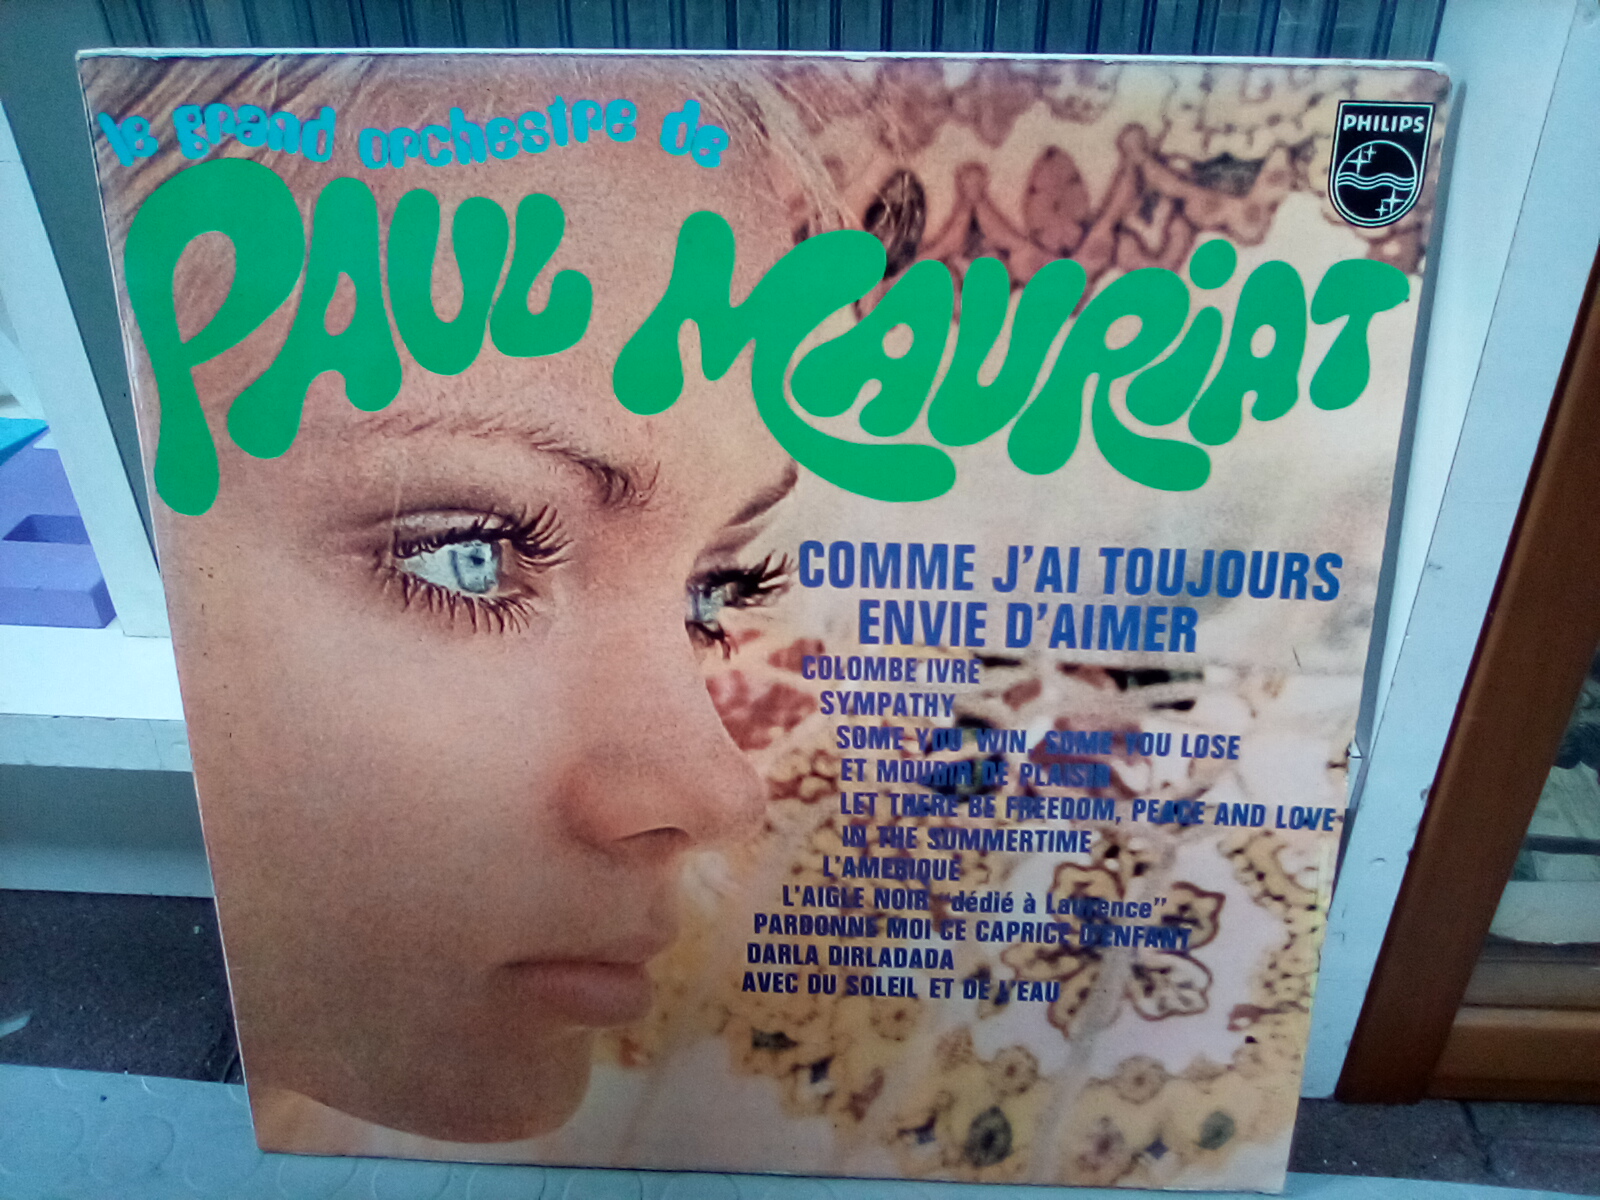 le grand orchestre de
PAUL MAURiAT
PHILIPS
COMME J'AI TOUJOURS
ENVIE D'AIMER
COLOMBE IVRE
SYMPATHY
SOME YOU WIN, SOME YOU LOSE
ET MOURIR DE PLAISIR
LET THERE BE FREEDOM, PEACE AND LOVE
IN THE SUMMERTIME
L'AMERIQUE
L'AIGLE NOIR "dédié à Laurence"
PARDONNE MOI CE CAPRICE D'ENFANT
DARLA DIRLADADA
AVEC DU SOLEIL ET DE L'EAU